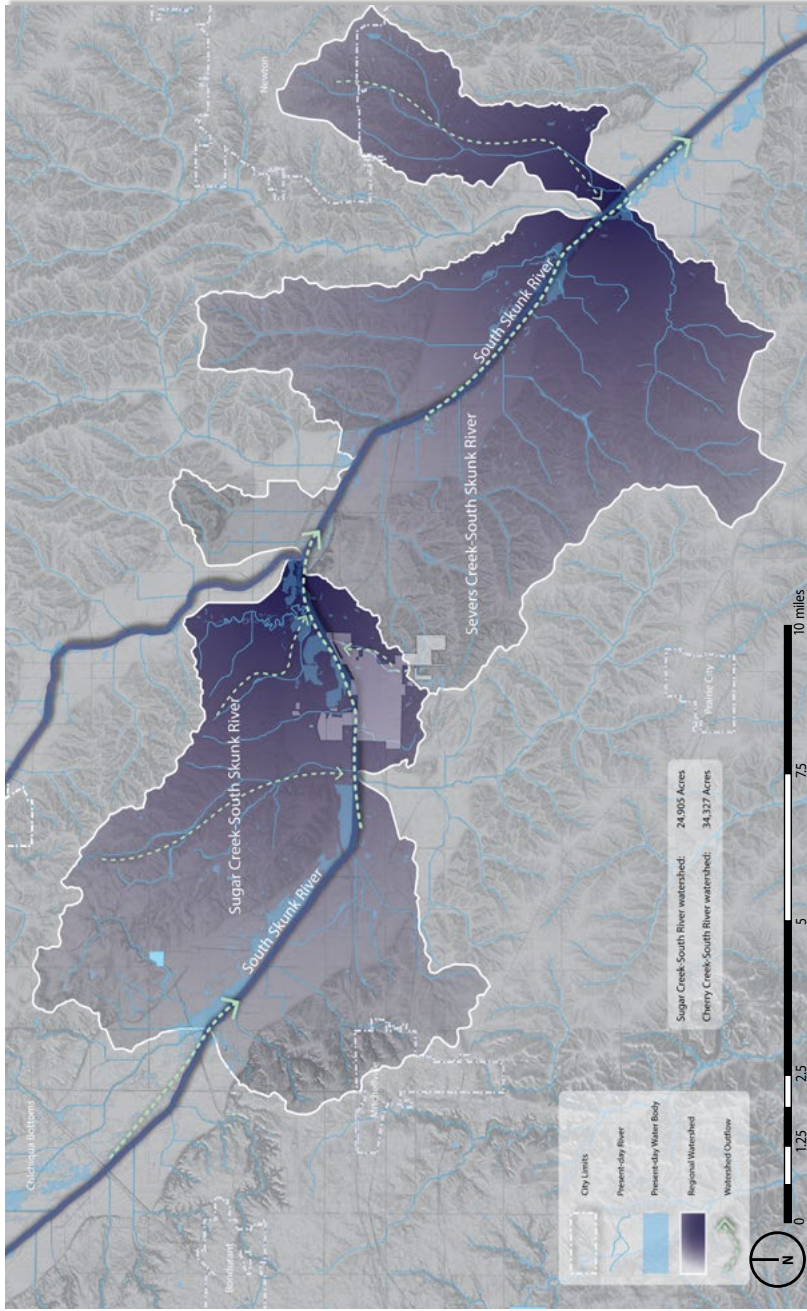 Chichiqua Bottoms
Bondurant
Mitchellville
Newton
Prairie City
South Skunk River
Sugar Creek-South Skunk River
Severs Creek-South Skunk River
South Skunk River
City Limits
Present-day River
Present-day Water Body
Regional Watershed
Watershed Outflow
Sugar Creek-South River watershed: 24,905 Acres
Cherry Creek-South River watershed: 34,327 Acres
N
0 1.25 2.5 5 7.5 10 miles